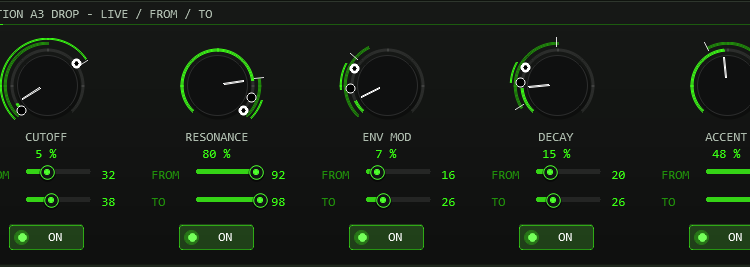 TION A3 DROP - LIVE / FROM / TO
CUTOFF RESONANCE ENV MOD DECAY ACCENT
5 % 80 % 7 % 15 % 48 %
OM 32 FROM 92 FROM 16 FROM 20 FROM
38 TO 98 TO 26 TO 26 TO
ON ON ON ON ON